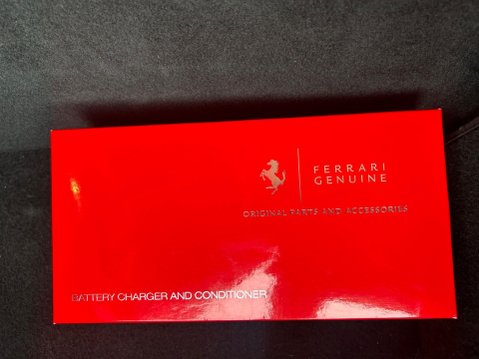 FERRARI
GENUINE
ORIGINAL PARTS AND ACCESSORIES
BATTERY CHARGER AND CONDITIONER